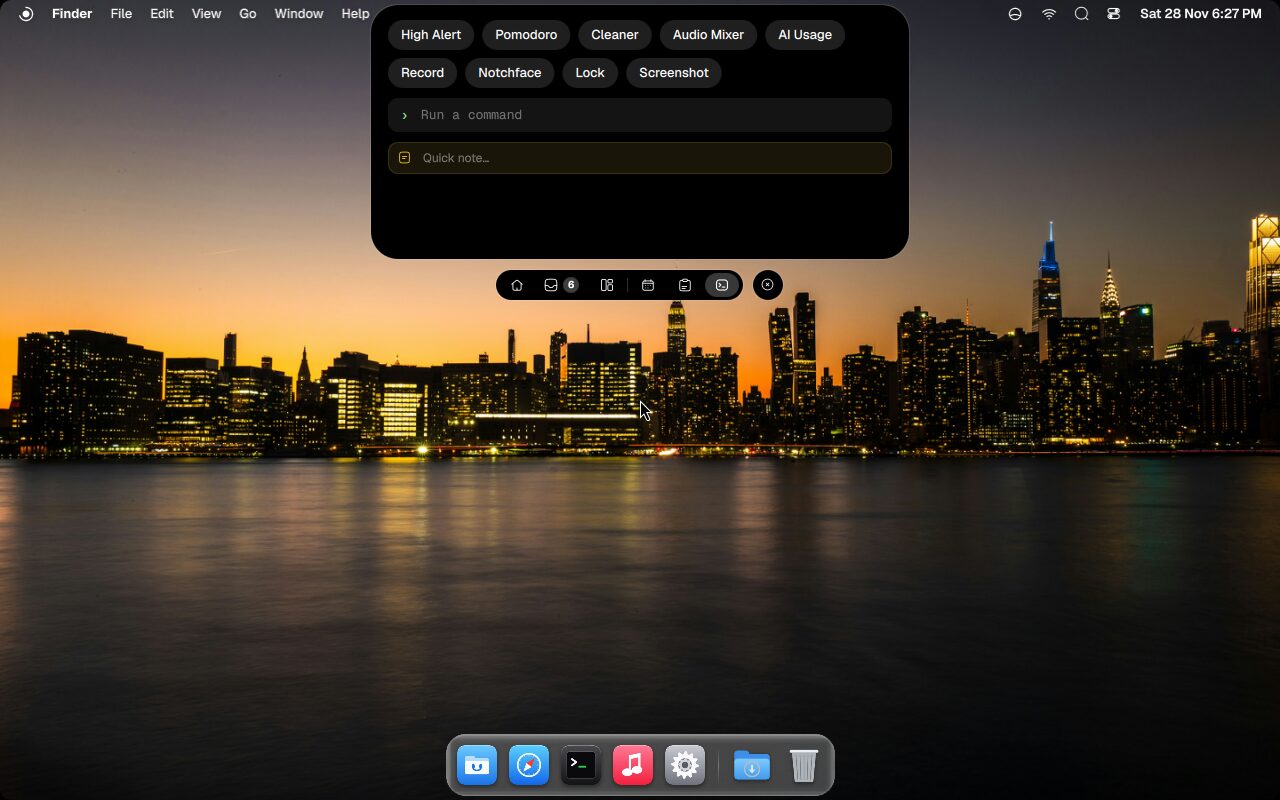 Finder File Edit View Go Window Help
Sat 28 Nov 6:27 PM
High Alert Pomodoro Cleaner Audio Mixer AI Usage
Record Notchface Lock Screenshot
› Run a command
Quick note…
6